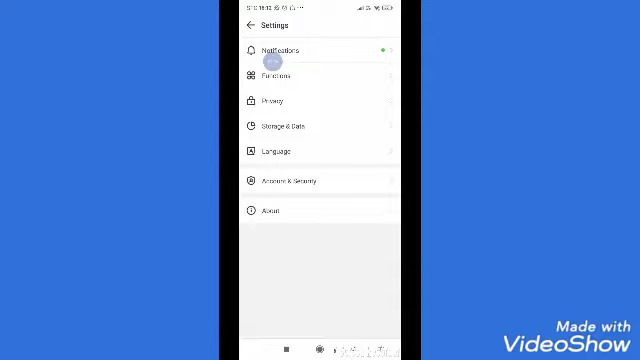 Settings
Notifications
Functions
Privacy
Storage & Data
Language
Account & Security
About
Made with
VideoShow